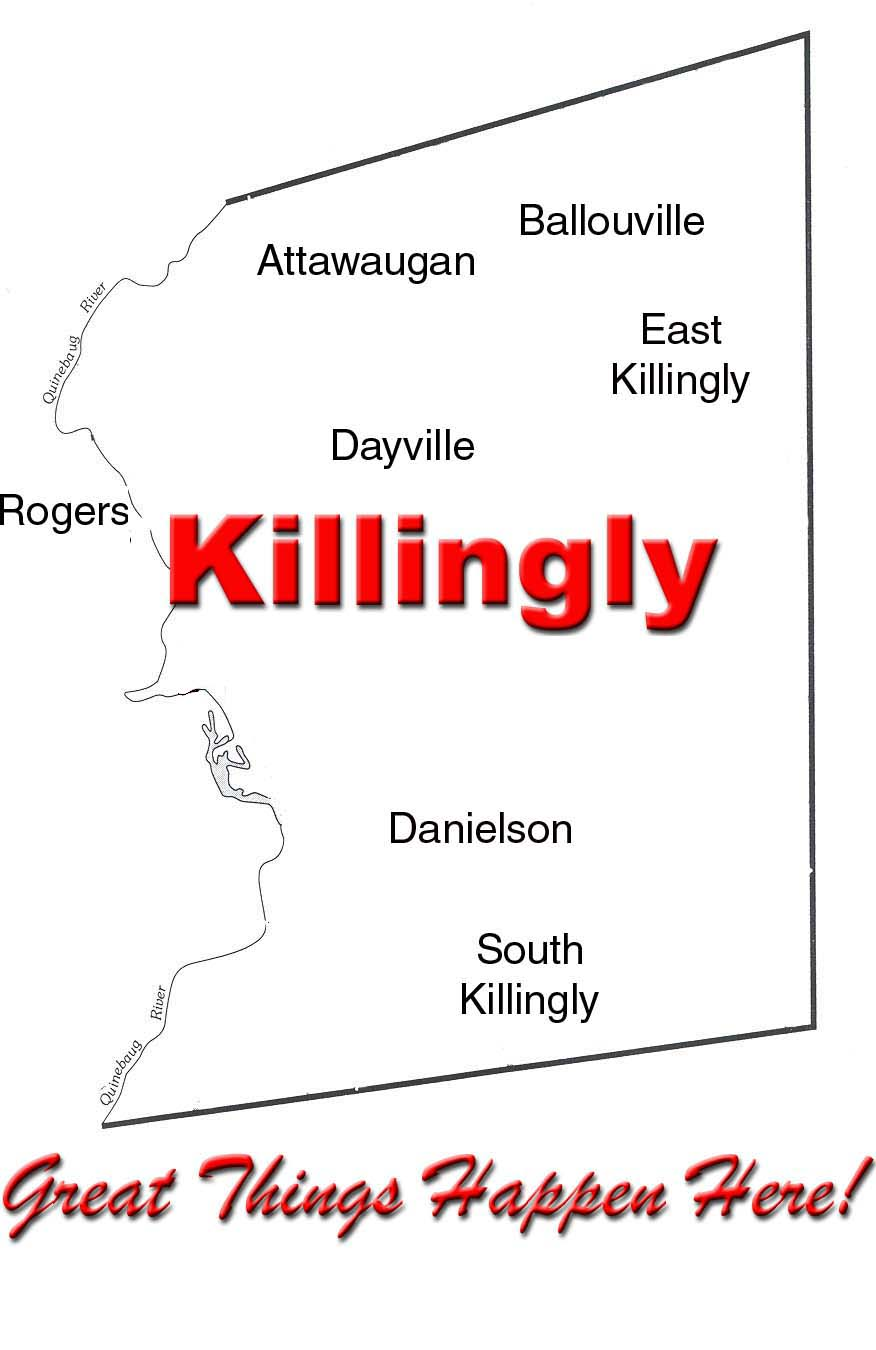 Ballouville
Attawaugan
Quinebaug River
East
Killingly
Dayville
Rogers
Killingly
Danielson
South
Killingly
Quinebaug River
Great Things Happen Here!